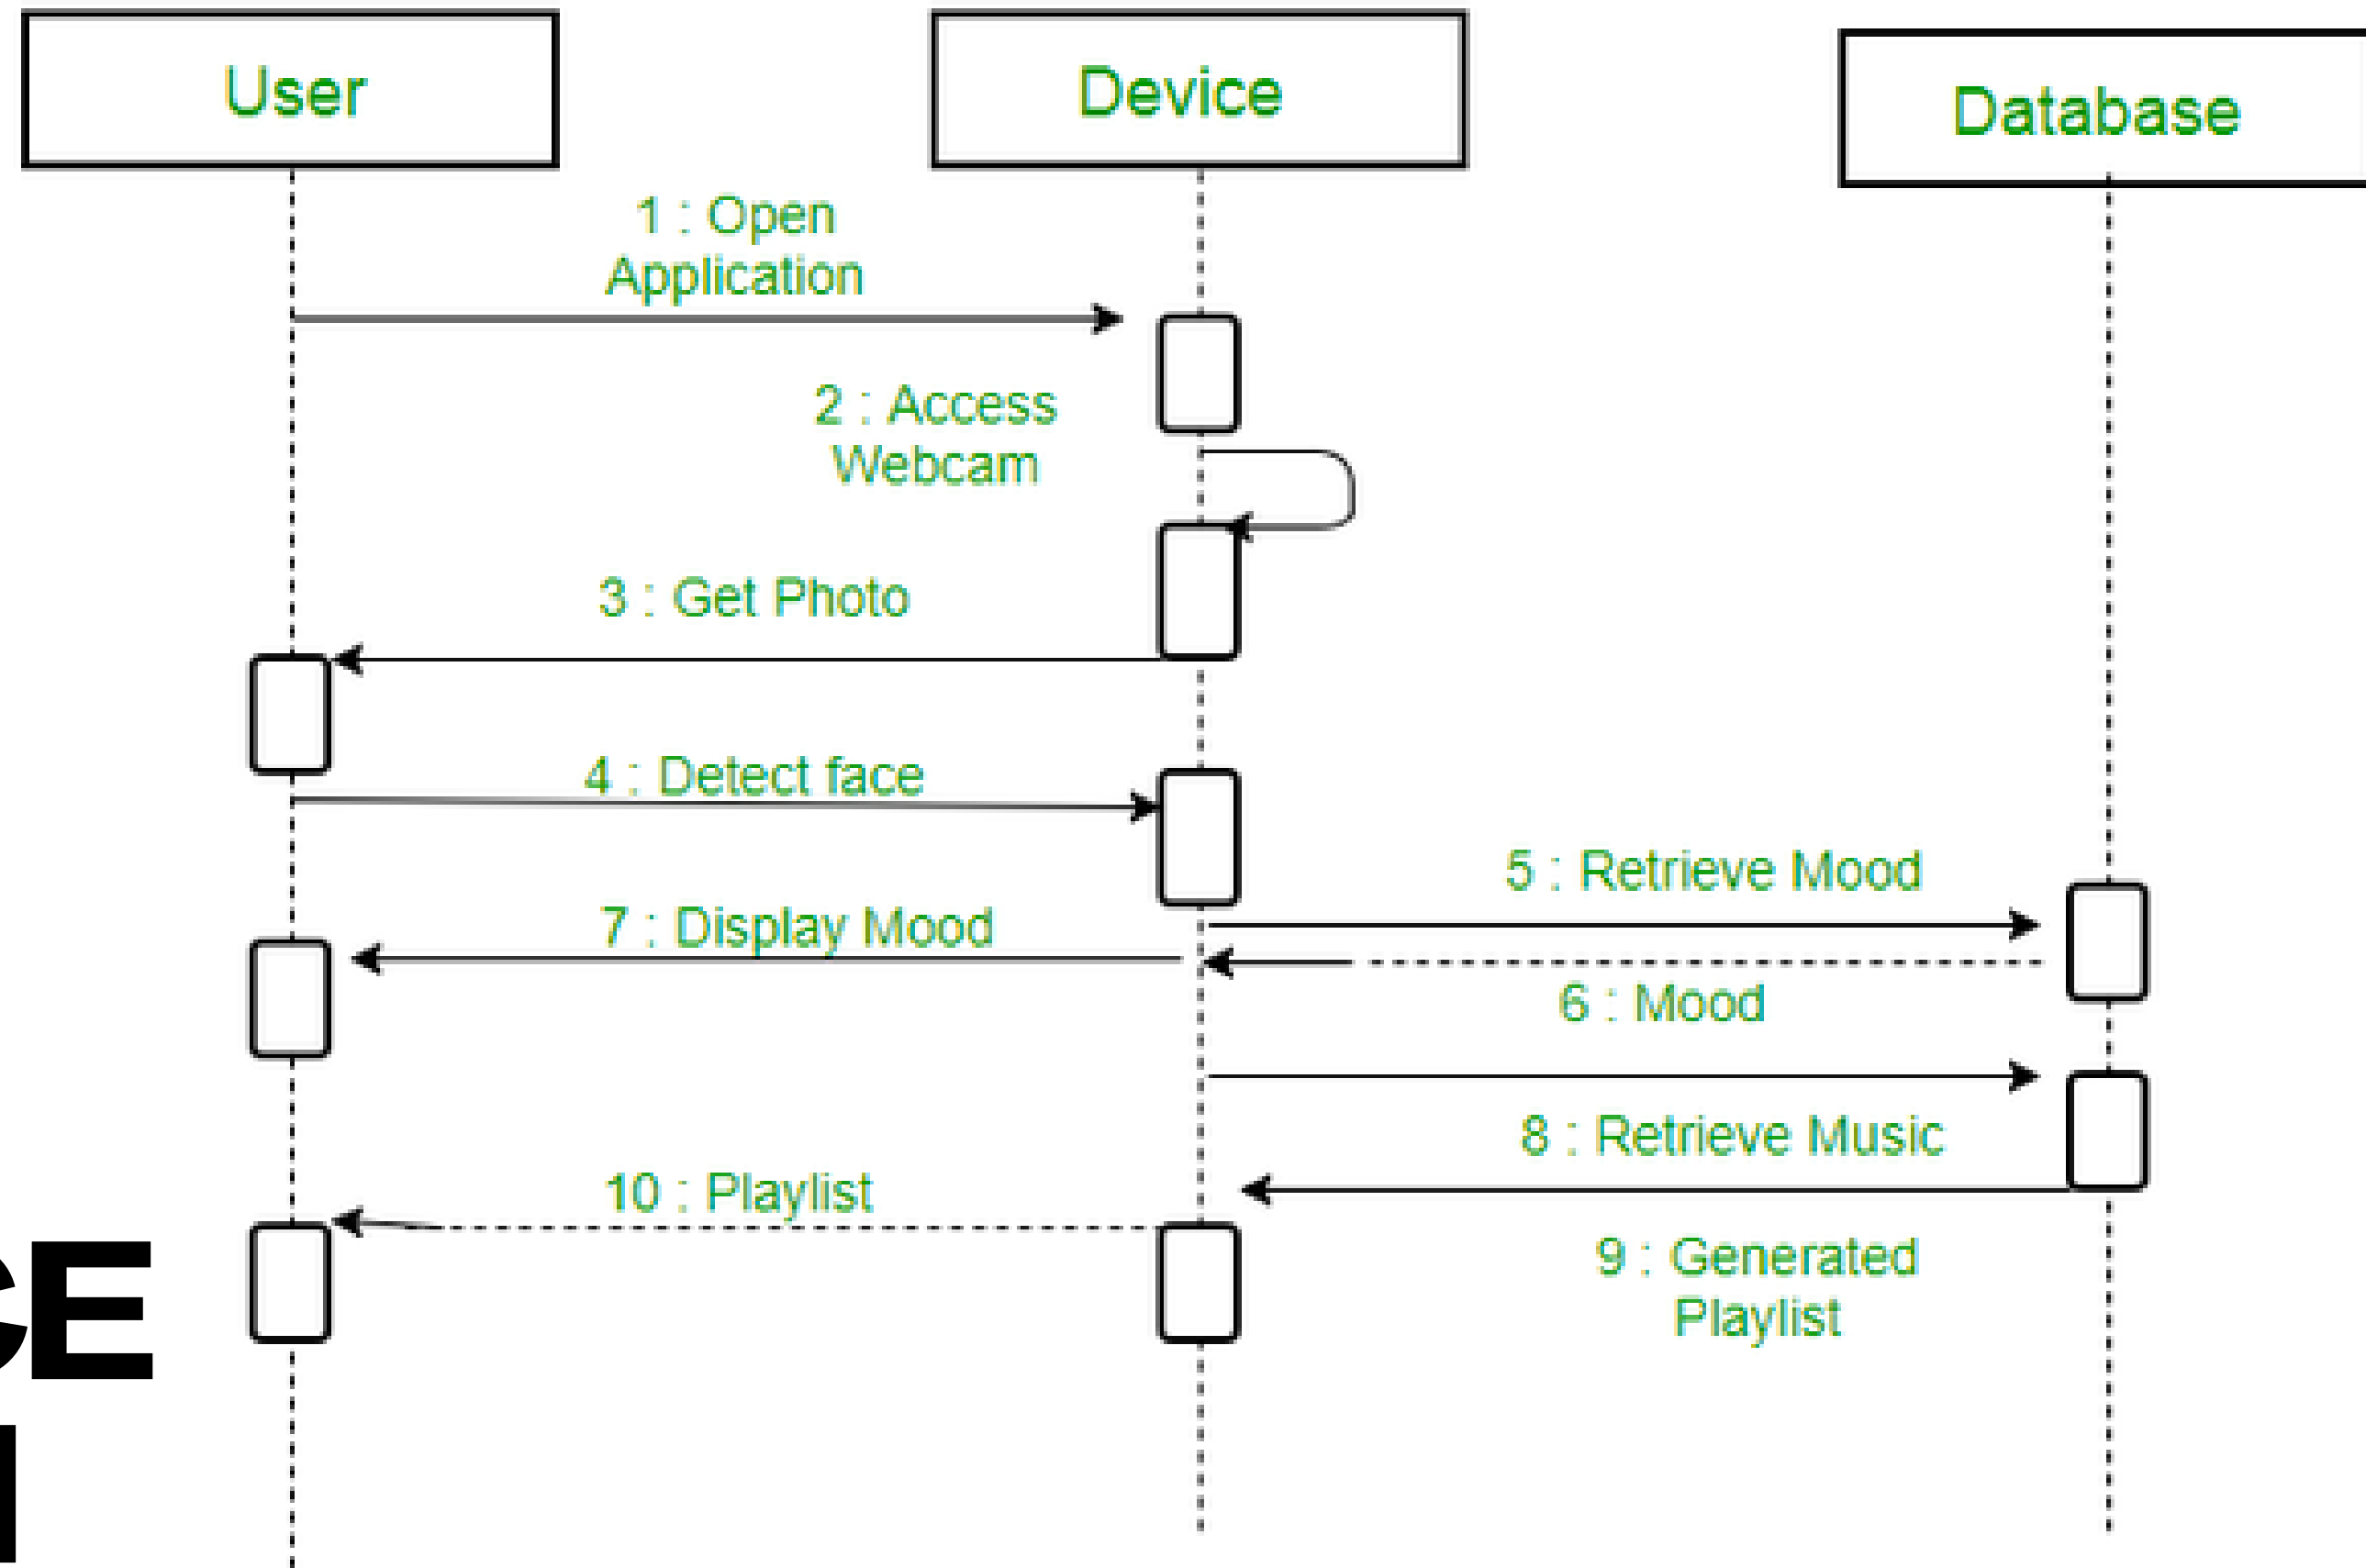 User
Device
Database
1 : Open
Application
2 : Access
Webcam
3 : Get Photo
4 : Detect face
5 : Retrieve Mood
7 : Display Mood
6 : Mood
8 : Retrieve Music
10 : Playlist
9 : Generated
Playlist